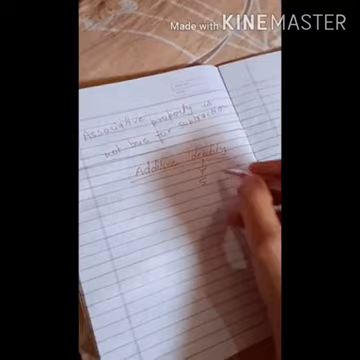 Made with KINEMASTER
Associative property is
not true for subtraction
Additive Identity